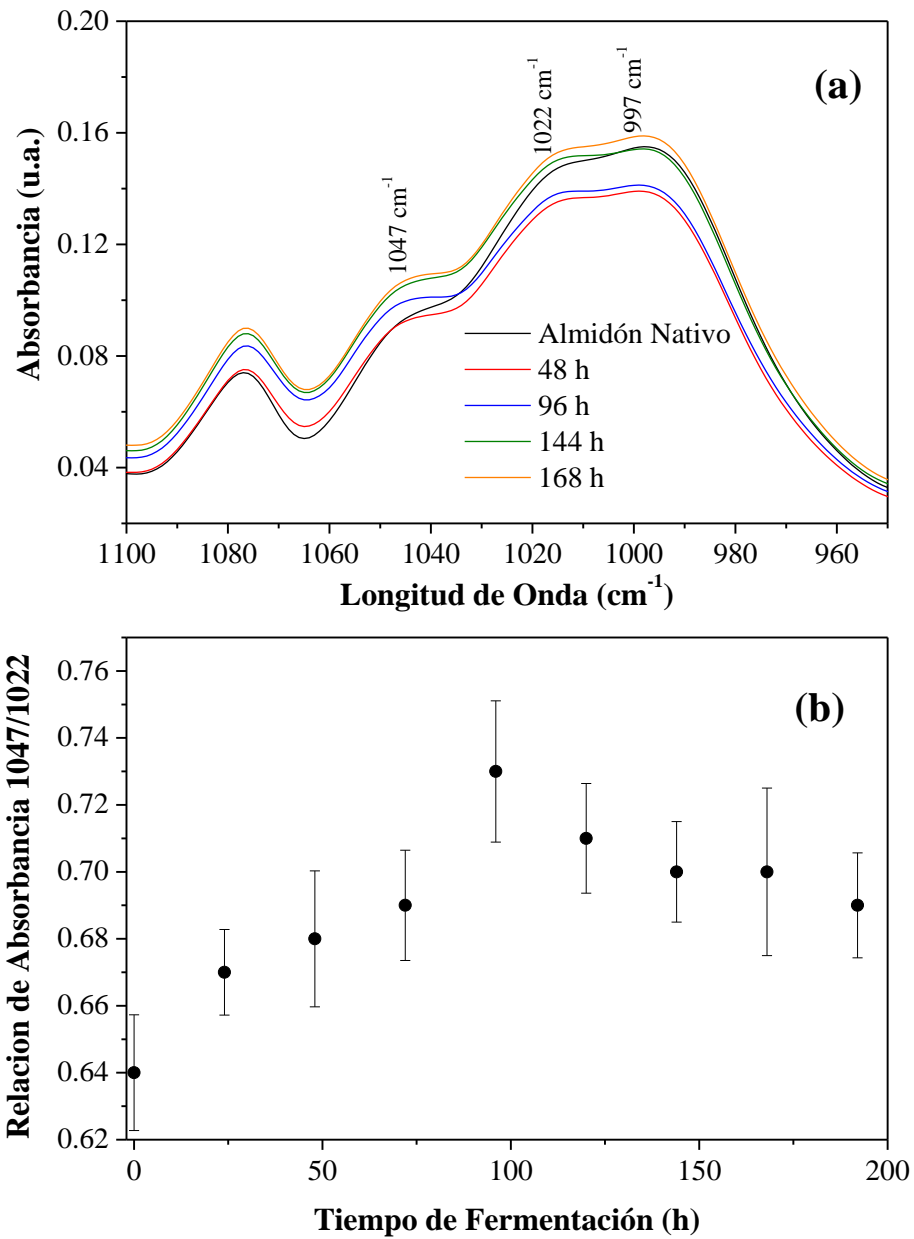 0.20
0.16
0.12
0.08
0.04
Absorbancia (u.a.)
(a)
1047 cm⁻¹
1022 cm⁻¹
997 cm⁻¹
Almidón Nativo
48 h
96 h
144 h
168 h
1100 1080 1060 1040 1020 1000 980 960
Longitud de Onda (cm⁻¹)
0.76
0.74
0.72
0.70
0.68
0.66
0.64
0.62
Relacion de Absorbancia 1047/1022
(b)
0 50 100 150 200
Tiempo de Fermentación (h)